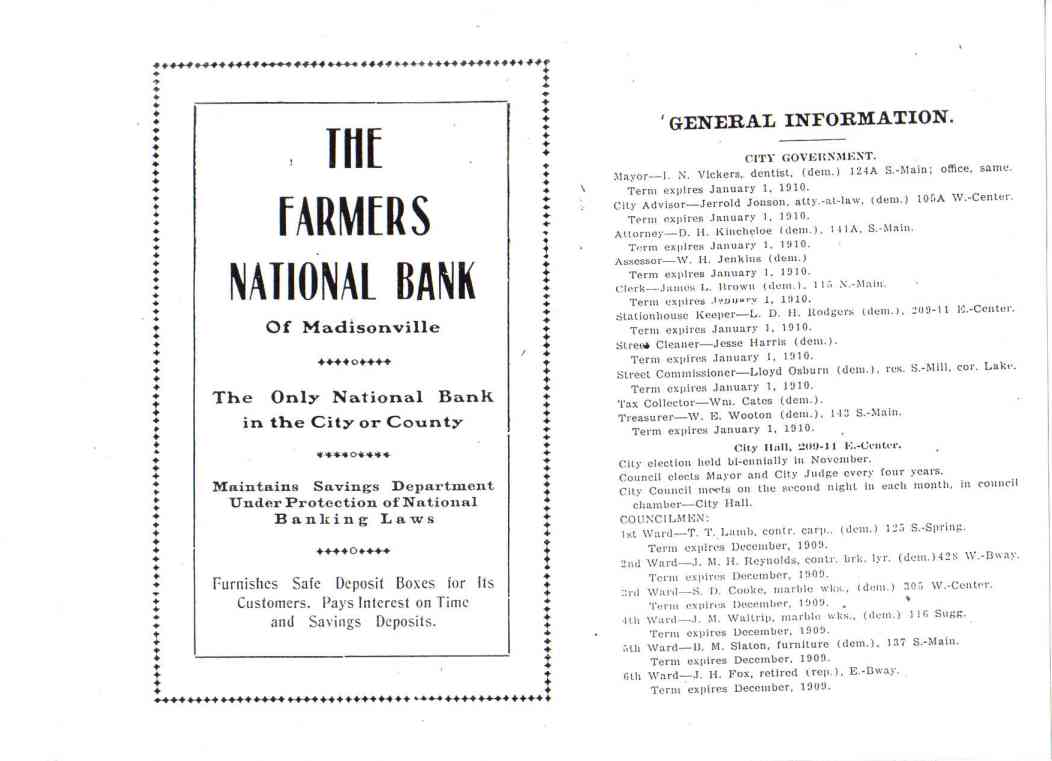 THE
FARMERS
NATIONAL BANK
Of Madisonville
The Only National Bank
in the City or County
Maintains Savings Department
Under Protection of National
Banking Laws
Furnishes Safe Deposit Boxes for Its
Customers. Pays Interest on Time
and Savings Deposits.
GENERAL INFORMATION.
CITY GOVERNMENT.
Mayor—I. N. Vickers, dentist, (dem.) 124A S.-Main; office, same.
Term expires January 1, 1910.
City Advisor—Jerrold Jonson, atty.-at-law, (dem.) 105A W.-Center.
Term expires January 1, 1910.
Attorney—D. H. Kincheloe (dem.), 141A, S.-Main.
Term expires January 1, 1910.
Assessor—W. H. Jenkins (dem.)
Term expires January 1, 1910.
Clerk—James L. Brown (dem.), 115 N.-Main.
Term expires January 1, 1910.
Stationhouse Keeper—L. D. H. Rodgers (dem.), 209-11 E.-Center.
Term expires January 1, 1910.
Street Cleaner—Jesse Harris (dem.).
Term expires January 1, 1910.
Street Commissioner—Lloyd Osburn (dem.), res. S.-Mill, cor. Lake.
Term expires January 1, 1910.
Tax Collector—Wm. Cates (dem.).
Treasurer—W. E. Wooton (dem.), 143 S.-Main.
Term expires January 1, 1910.
City Hall, 209-11 E.-Center.
City election held bi-ennially in November.
Council elects Mayor and City Judge every four years.
City Council meets on the second night in each month, in council
chamber—City Hall.
COUNCILMEN:
1st Ward—T. T. Lamb, contr. carp., (dem.) 125 S.-Spring.
Term expires December, 1909.
2nd Ward—J. M. H. Reynolds, contr. brk. lyr. (dem.) 428 W.-Bway.
Term expires December, 1909.
3rd Ward—S. D. Cooke, marble wks., (dem.) 305 W.-Center.
Term expires December, 1909.
4th Ward—J. M. Waltrip, marble wks., (dem.) 416 Sugg.
Term expires December, 1909.
5th Ward—B. M. Slaton, furniture (dem.), 137 S.-Main.
Term expires December, 1909.
6th Ward—J. H. Fox, retired (rep.), E.-Bway.
Term expires December, 1909.